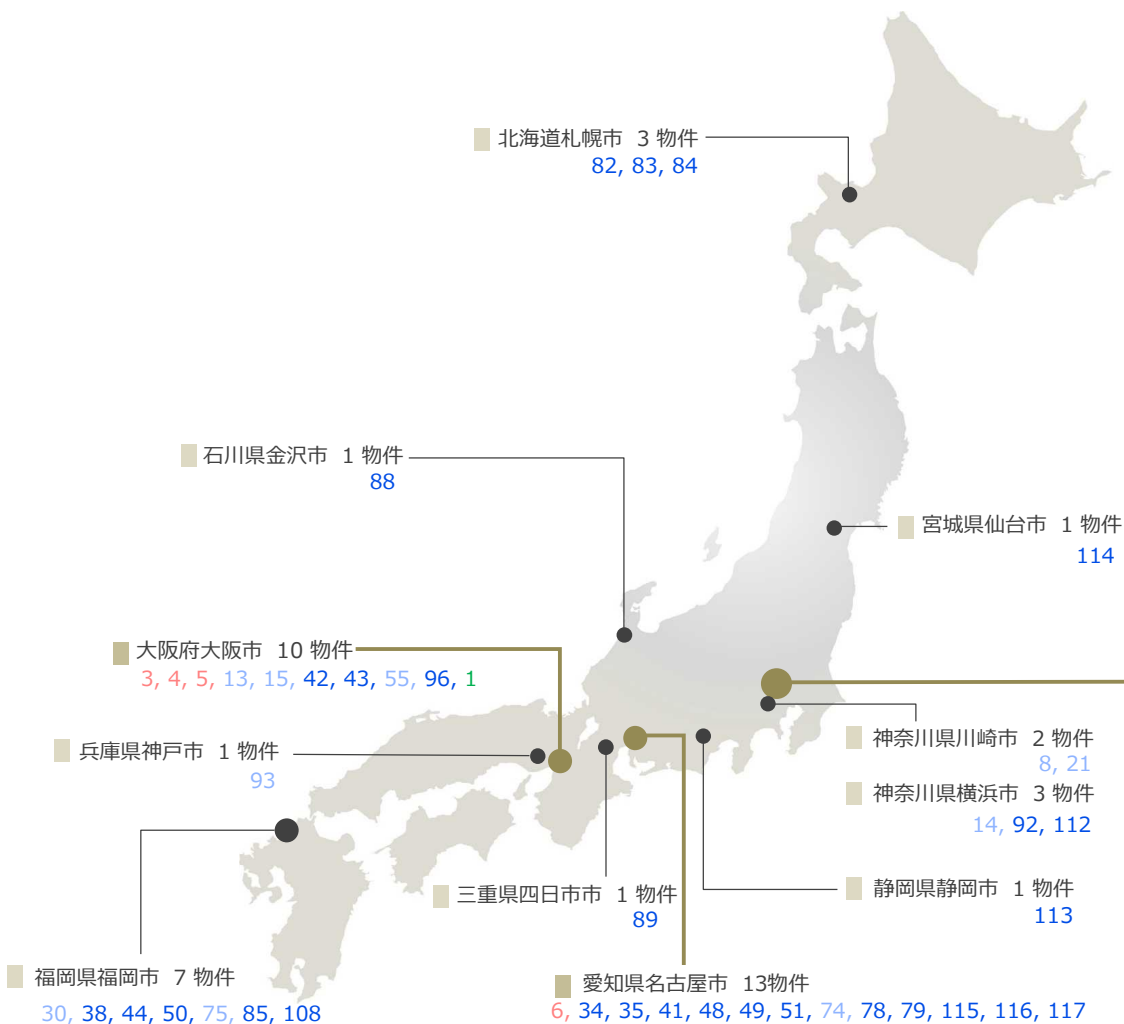 北海道札幌市 3 物件
82, 83, 84
石川県金沢市 1 物件
88
宮城県仙台市 1 物件
114
大阪府大阪市 10 物件
3, 4, 5, 13, 15, 42, 43, 55, 96, 1
兵庫県神戸市 1 物件
93
神奈川県川崎市 2 物件
8, 21
神奈川県横浜市 3 物件
14, 92, 112
三重県四日市市 1 物件
89
静岡県静岡市 1 物件
113
福岡県福岡市 7 物件
30, 38, 44, 50, 75, 85, 108
愛知県名古屋市 13物件
6, 34, 35, 41, 48, 49, 51, 74, 78, 79, 115, 116, 117